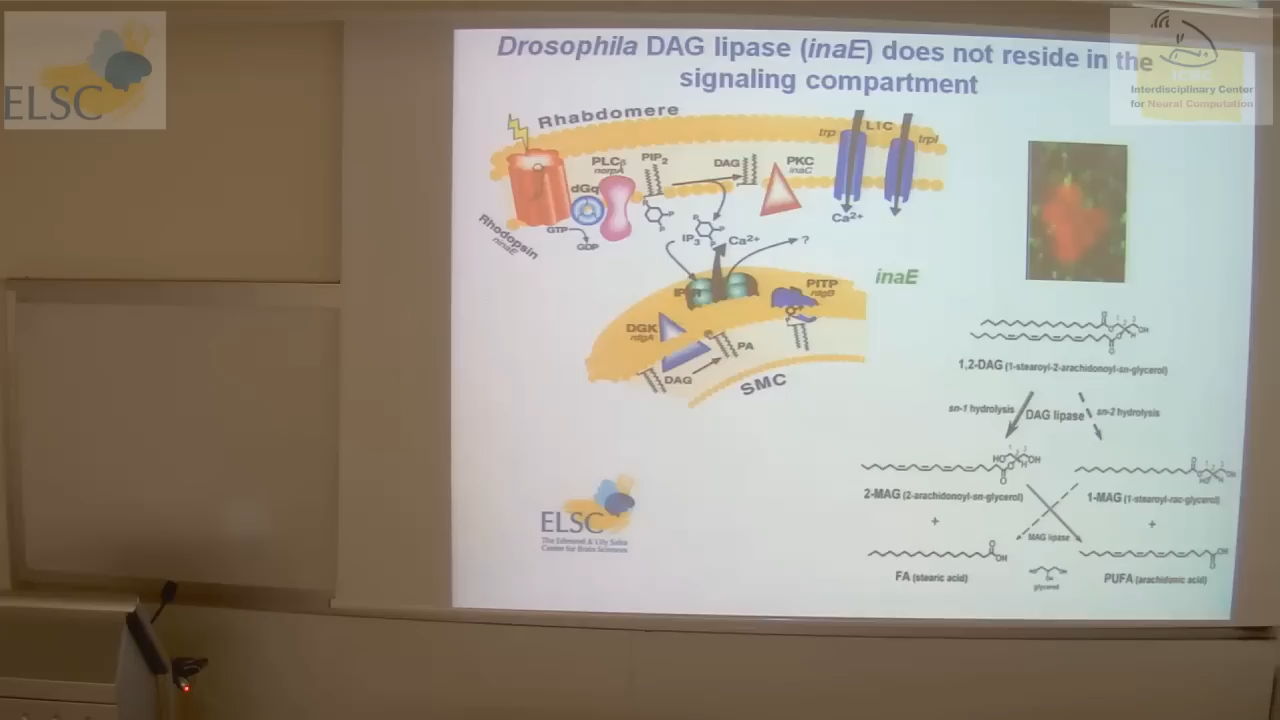 ELSC
Interdisciplinary Center
for Neural Computation
Drosophila DAG lipase (inaE) does not reside in the
signaling compartment
Rhabdomere
trp
LIC
trpl
PLCβ
norpA
PIP2
DAG
PKC
inaC
dGq
GTP
GDP
Rhodopsin
ninaE
IP3
Ca2+
?
Ca2+
inaE
PITP
rdgB
DGK
rdgA
PA
DAG
SMC
1,2-DAG (1-stearoyl-2-arachidonoyl-sn-glycerol)
sn-1 hydrolysis
DAG lipase
sn-2 hydrolysis
2-MAG (2-arachidonoyl-sn-glycerol)
1-MAG (1-stearoyl-rac-glycerol)
+
+
MAG lipase
FA (stearic acid)
glycerol
PUFA (arachidonic acid)
ELSC
The Edmond & Lily Safra
Center for Brain Sciences